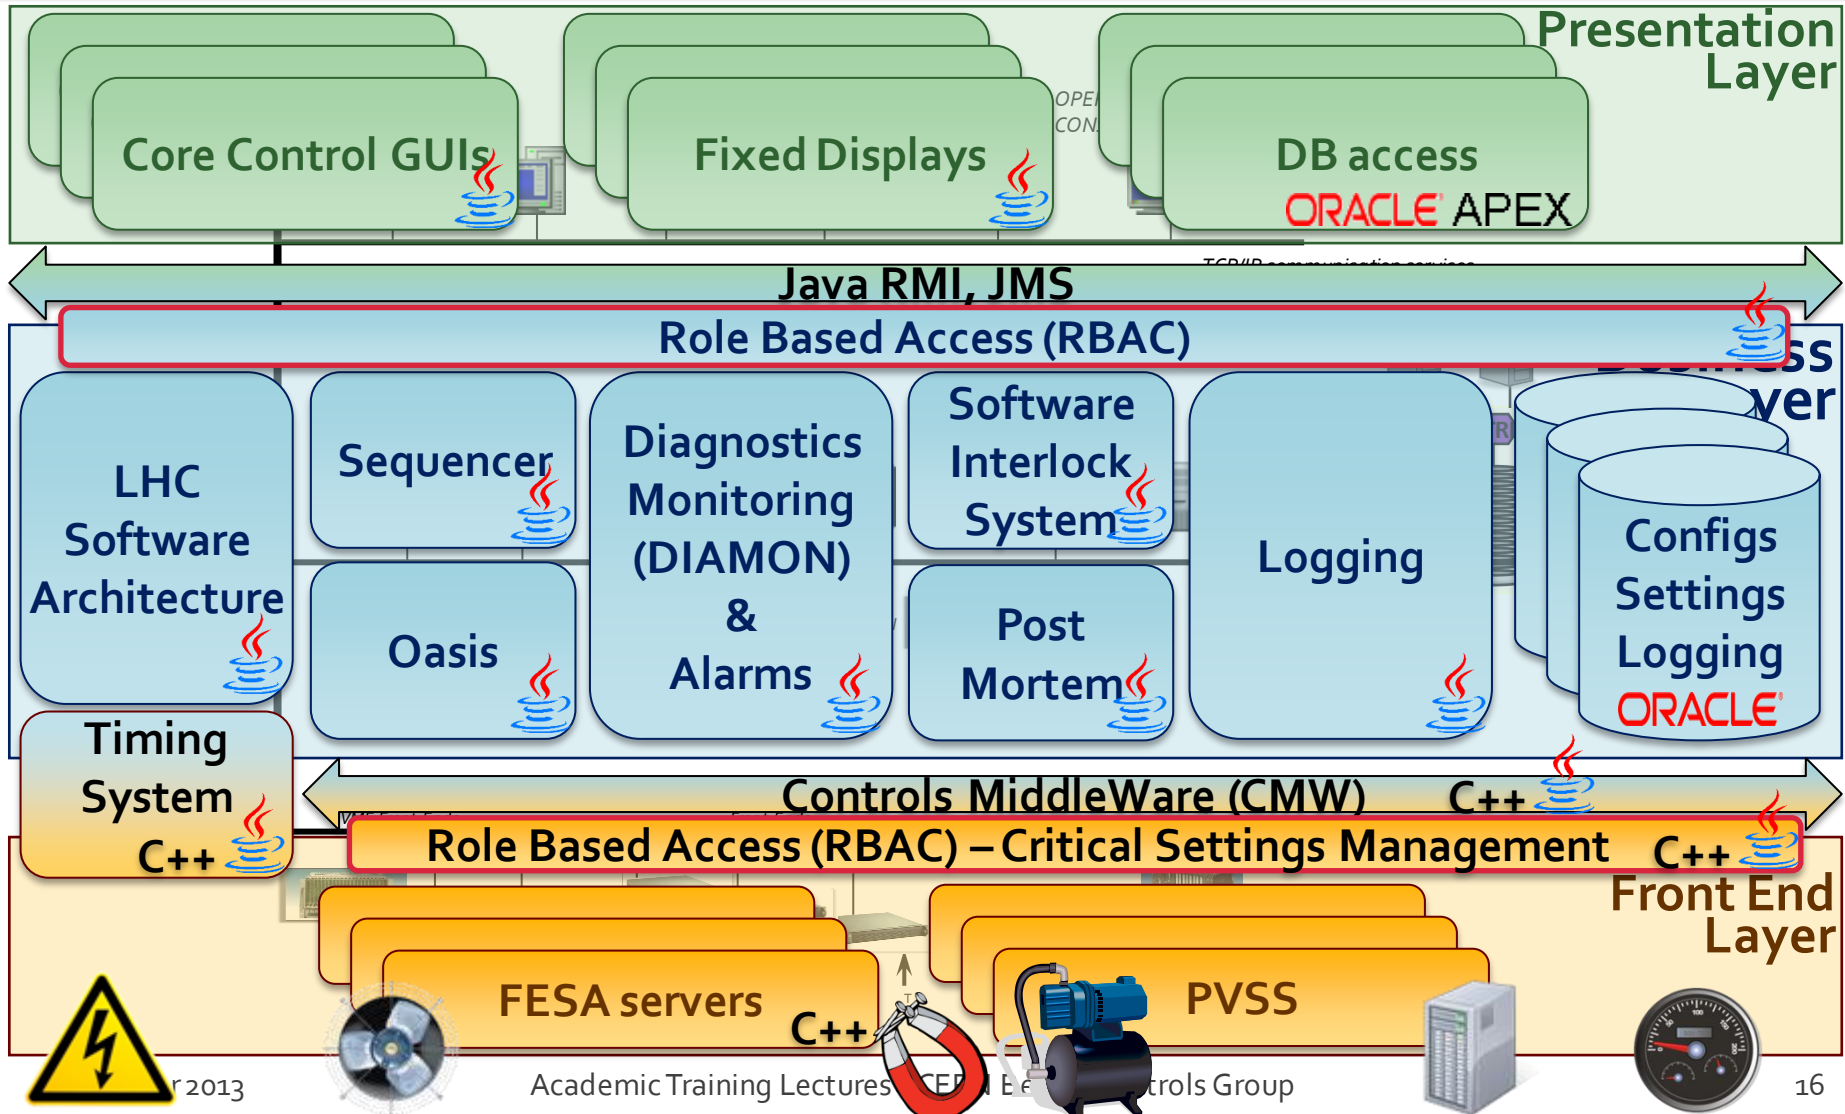 Presentation
Layer
Core Control GUIs
Fixed Displays
DB access
ORACLE APEX
Java RMI, JMS
Role Based Access (RBAC)
LHC
Software
Architecture
Sequencer
Oasis
Diagnostics
Monitoring
(DIAMON)
&
Alarms
Software
Interlock
System
Post
Mortem
Logging
Configs
Settings
Logging
ORACLE
Timing
System
C++
Controls MiddleWare (CMW) C++
Role Based Access (RBAC) – Critical Settings Management C++
Front End
Layer
FESA servers
C++
PVSS
2013
Academic Training Lectures
Group
16